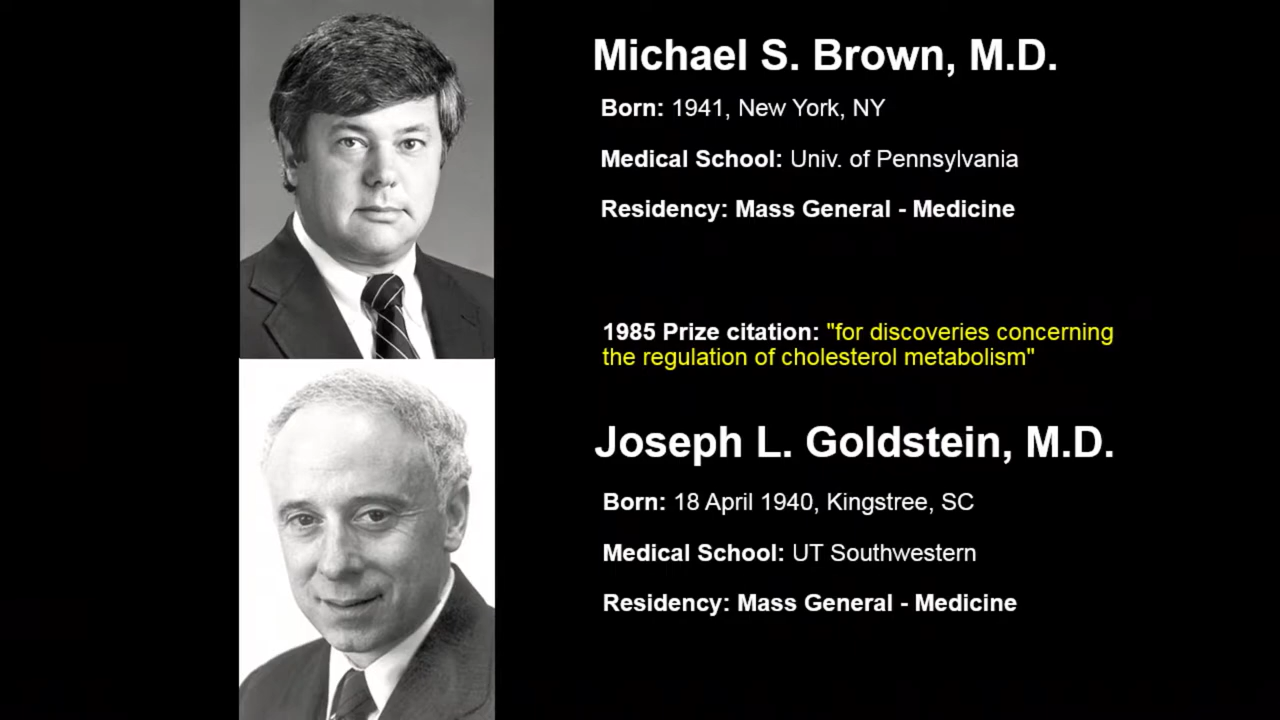 Michael S. Brown, M.D.
Born: 1941, New York, NY
Medical School: Univ. of Pennsylvania
Residency: Mass General - Medicine
1985 Prize citation: "for discoveries concerning
the regulation of cholesterol metabolism"
Joseph L. Goldstein, M.D.
Born: 18 April 1940, Kingstree, SC
Medical School: UT Southwestern
Residency: Mass General - Medicine